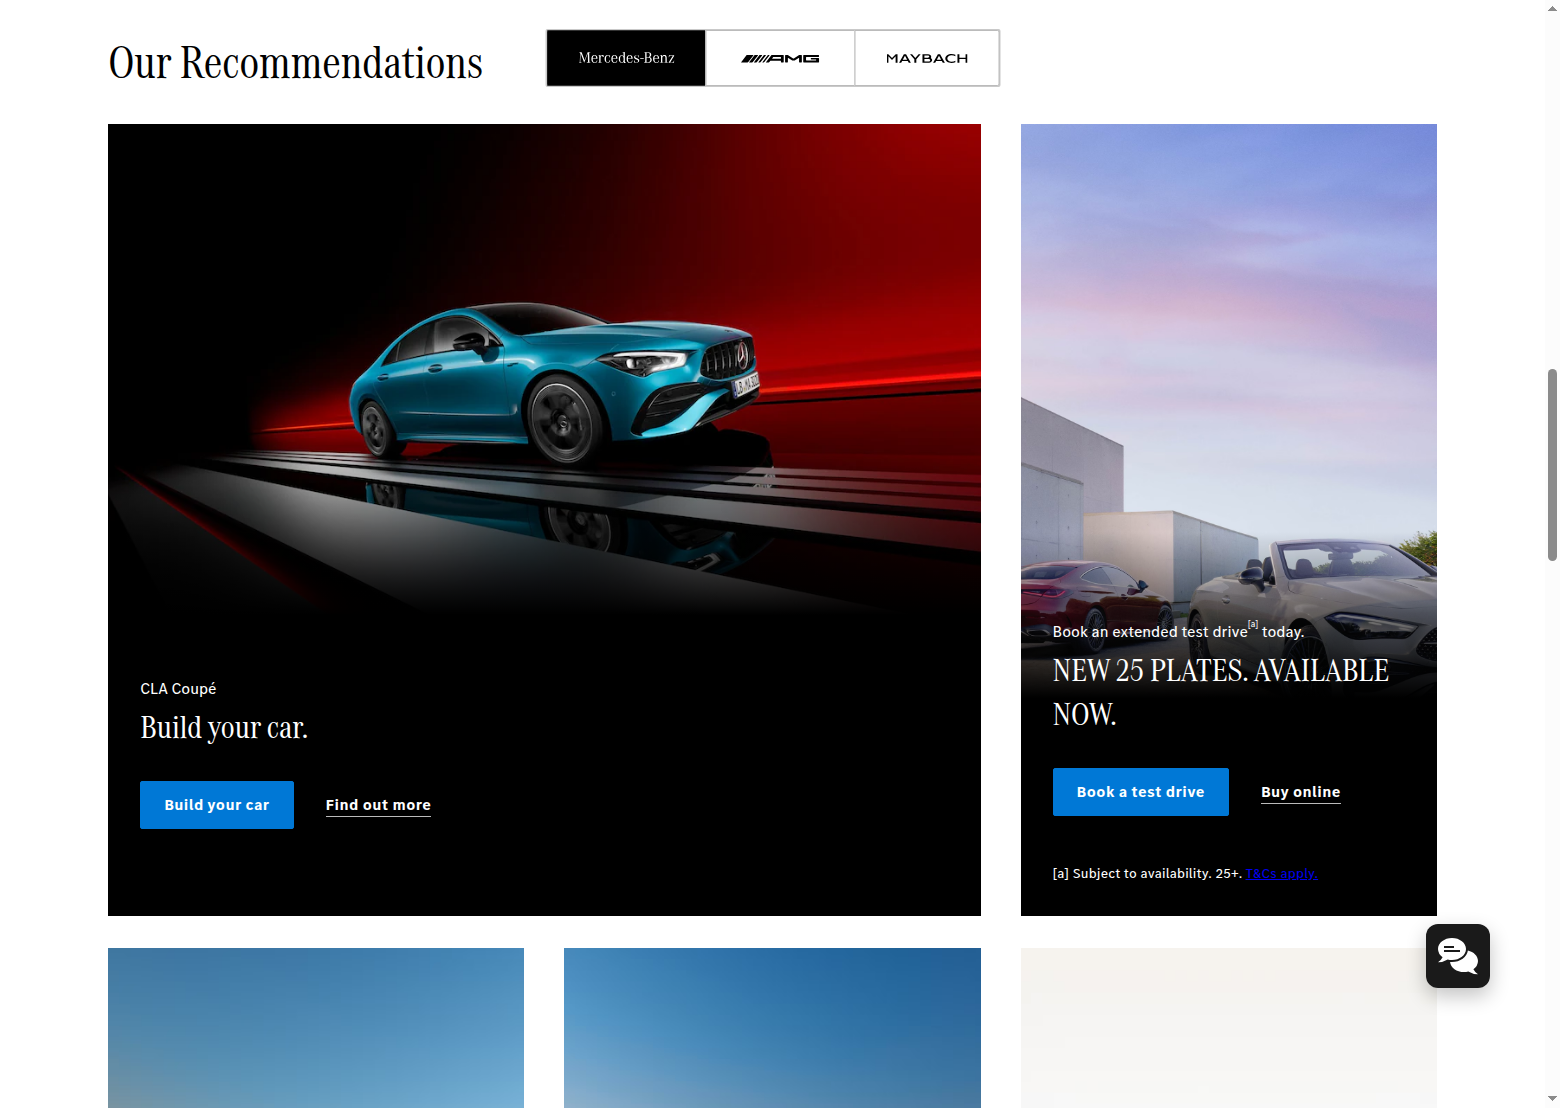 Our Recommendations
Mercedes-Benz
AMG
MAYBACH
CLA Coupé
Build your car.
Build your car
Find out more
Book an extended test drive[a] today.
NEW 25 PLATES. AVAILABLE
NOW.
Book a test drive
Buy online
[a] Subject to availability. 25+. T&Cs apply.